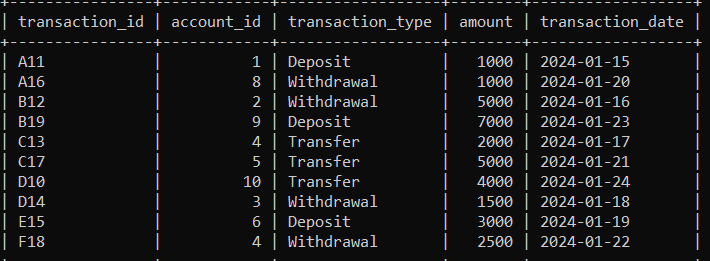 | transaction_id | account_id | transaction_type | amount | transaction_date |
| A11 | 1 | Deposit | 1000 | 2024-01-15 |
| A16 | 8 | Withdrawal | 1000 | 2024-01-20 |
| B12 | 2 | Withdrawal | 5000 | 2024-01-16 |
| B19 | 9 | Deposit | 7000 | 2024-01-23 |
| C13 | 4 | Transfer | 2000 | 2024-01-17 |
| C17 | 5 | Transfer | 5000 | 2024-01-21 |
| D10 | 10 | Transfer | 4000 | 2024-01-24 |
| D14 | 3 | Withdrawal | 1500 | 2024-01-18 |
| E15 | 6 | Deposit | 3000 | 2024-01-19 |
| F18 | 4 | Withdrawal | 2500 | 2024-01-22 |